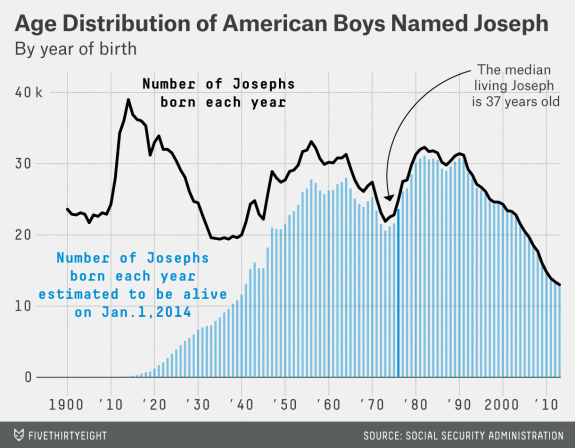 Age Distribution of American Boys Named Joseph
By year of birth
40 k
30
20
10
0
Number of Josephs
born each year
The median
living Joseph
is 37 years old
Number of Josephs
born each year
estimated to be alive
on Jan.1,2014
1900 '10 '20 '30 '40 '50 '60 '70 '80 '90 2000 '10
FIVETHIRTYEIGHT
SOURCE: SOCIAL SECURITY ADMINISTRATION